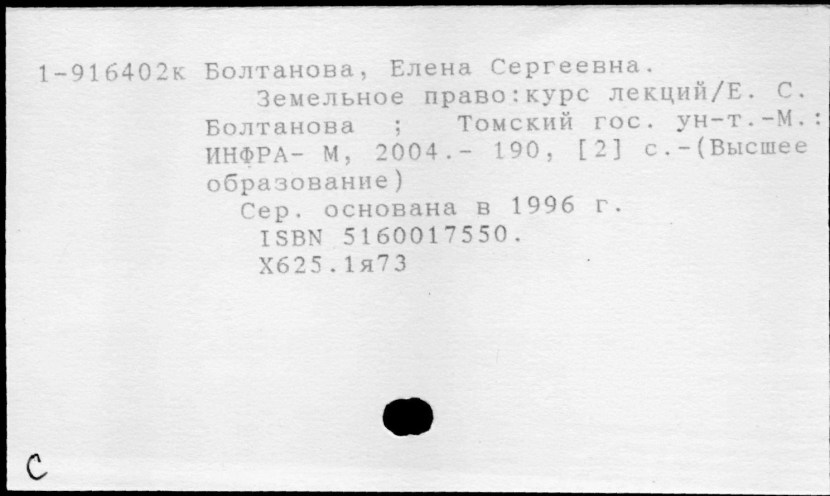 1-916402к Болтанова, Елена Сергеевна.
Земельное право:курс лекций/Е. С.
Болтанова ; Томский гос. ун-т.-М.:
ИНФРА- М, 2004.- 190, [2] с.-(Высшее
образование)
Сер. основана в 1996 г.
ISBN 5160017550.
Х625.1я73
С